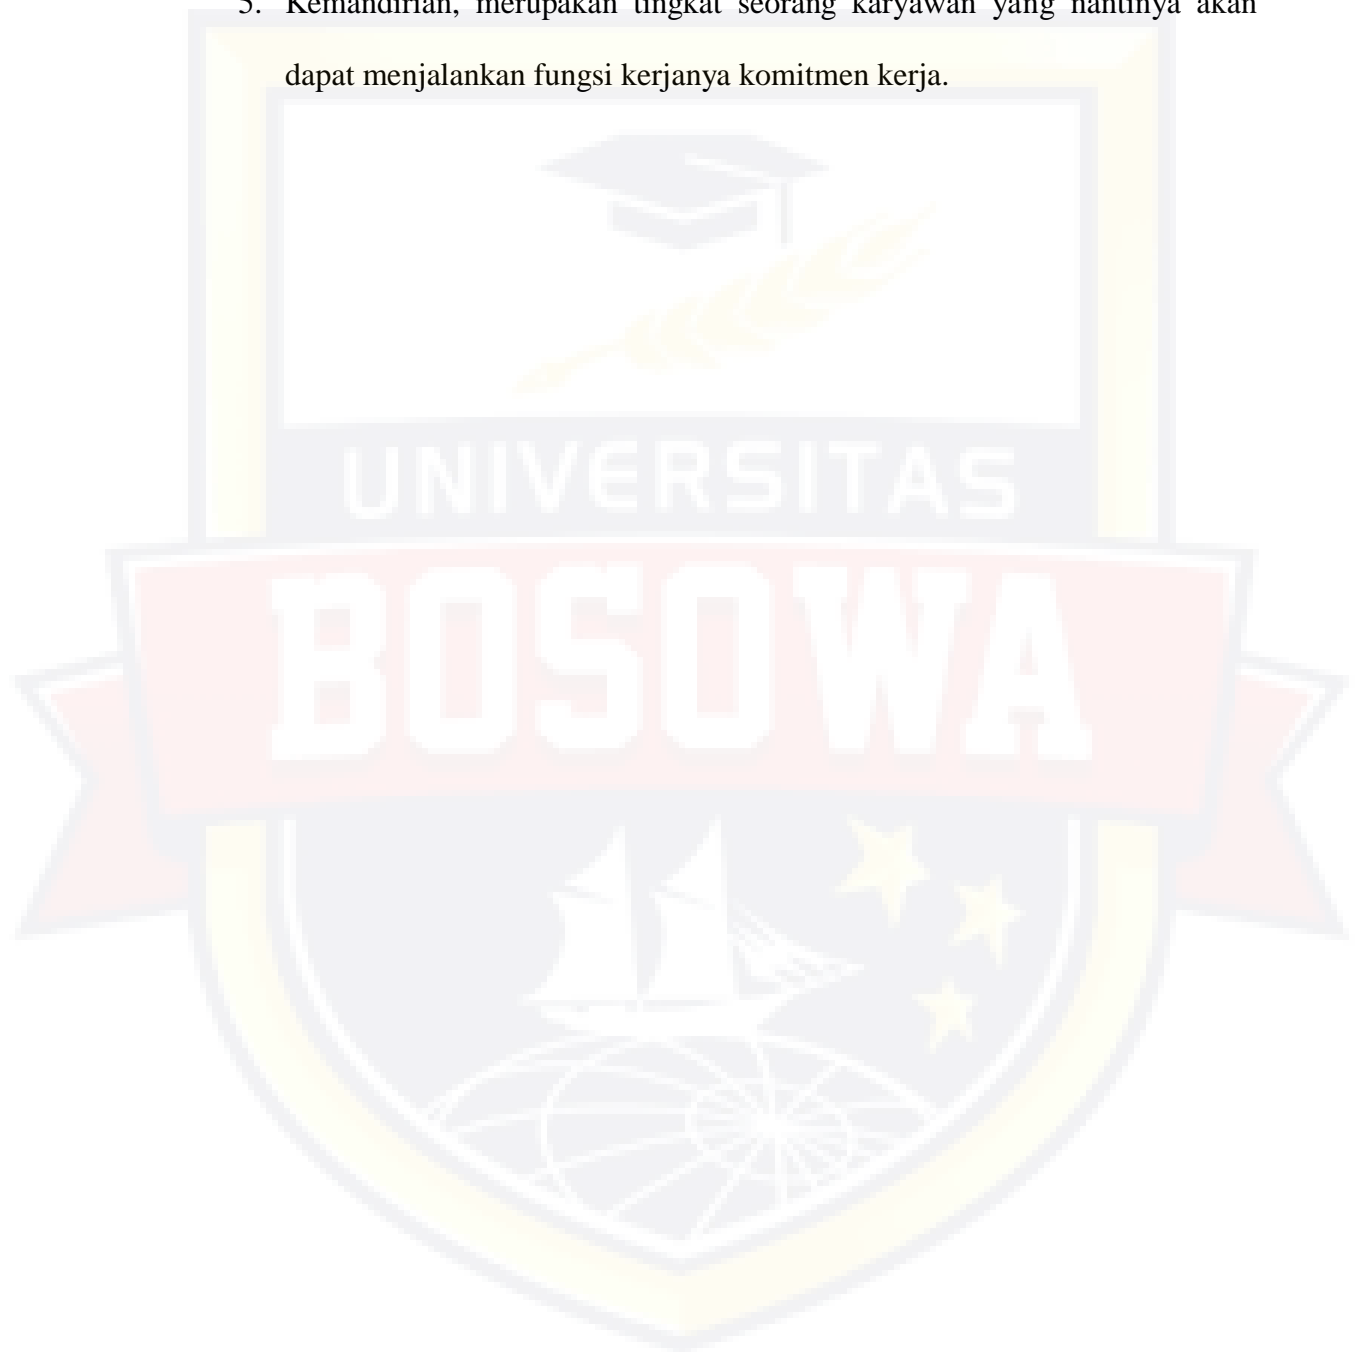 5. Kemandirian, merupakan tingkat seorang karyawan yang nantinya akan
dapat menjalankan fungsi kerjanya komitmen kerja.
UNIVERSITAS
BOSOWA